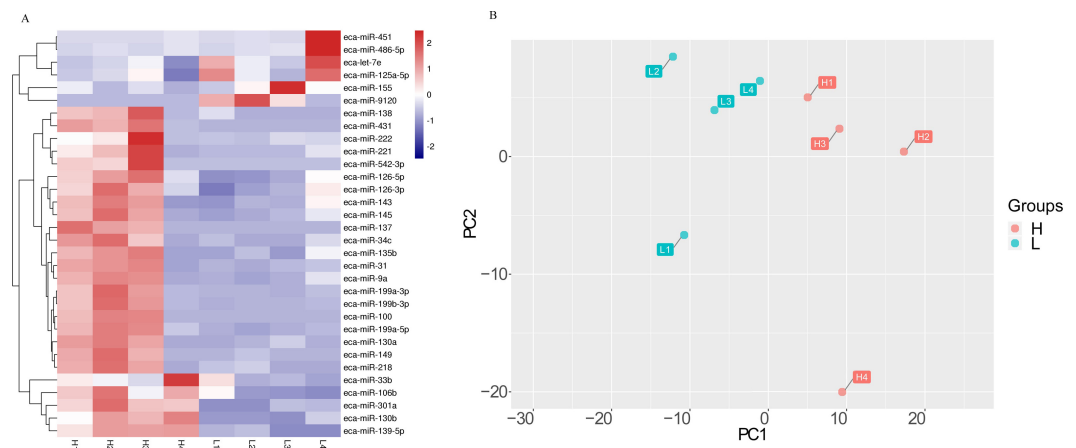 A
eca-miR-451
eca-miR-486-5p
eca-let-7e
eca-miR-125a-5p
eca-miR-155
eca-miR-9120
eca-miR-138
eca-miR-431
eca-miR-222
eca-miR-221
eca-miR-542-3p
eca-miR-126-5p
eca-miR-126-3p
eca-miR-143
eca-miR-145
eca-miR-137
eca-miR-34c
eca-miR-135b
eca-miR-31
eca-miR-9a
eca-miR-199a-3p
eca-miR-199b-3p
eca-miR-100
eca-miR-199a-5p
eca-miR-130a
eca-miR-149
eca-miR-218
eca-miR-33b
eca-miR-106b
eca-miR-301a
eca-miR-130b
eca-miR-139-5p
H1 H2 H3 H4 L1 L2 L3 L4
2
1
0
-1
-2
B
L2
L4
L3
H1
H3
H2
L1
H4
0
−10
−20
PC2
−30 −20 −10 0 10 20
PC1
Groups
H
L